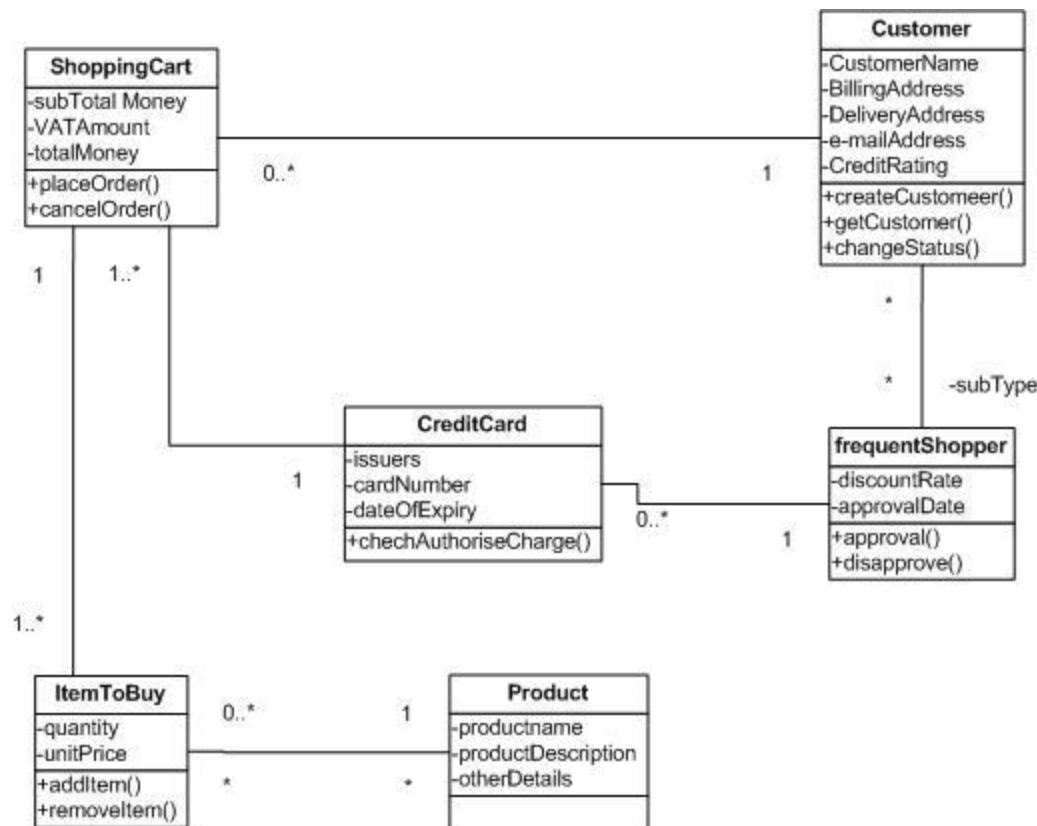 ShoppingCart
-subTotal Money
-VATAmount
-totalMoney
+placeOrder()
+cancelOrder()
Customer
-CustomerName
-BillingAddress
-DeliveryAddress
-e-mailAddress
-CreditRating
+createCustomeer()
+getCustomer()
+changeStatus()
0..*
1
1
1..*
*
*
-subType
CreditCard
-issuers
-cardNumber
-dateOfExpiry
+chechAuthoriseCharge()
1
0..*
1
frequentShopper
-discountRate
-approvalDate
+approval()
+disapprove()
1..*
ItemToBuy
-quantity
-unitPrice
+addItem()
+removeItem()
0..*
1
*
*
Product
-productname
-productDescription
-otherDetails